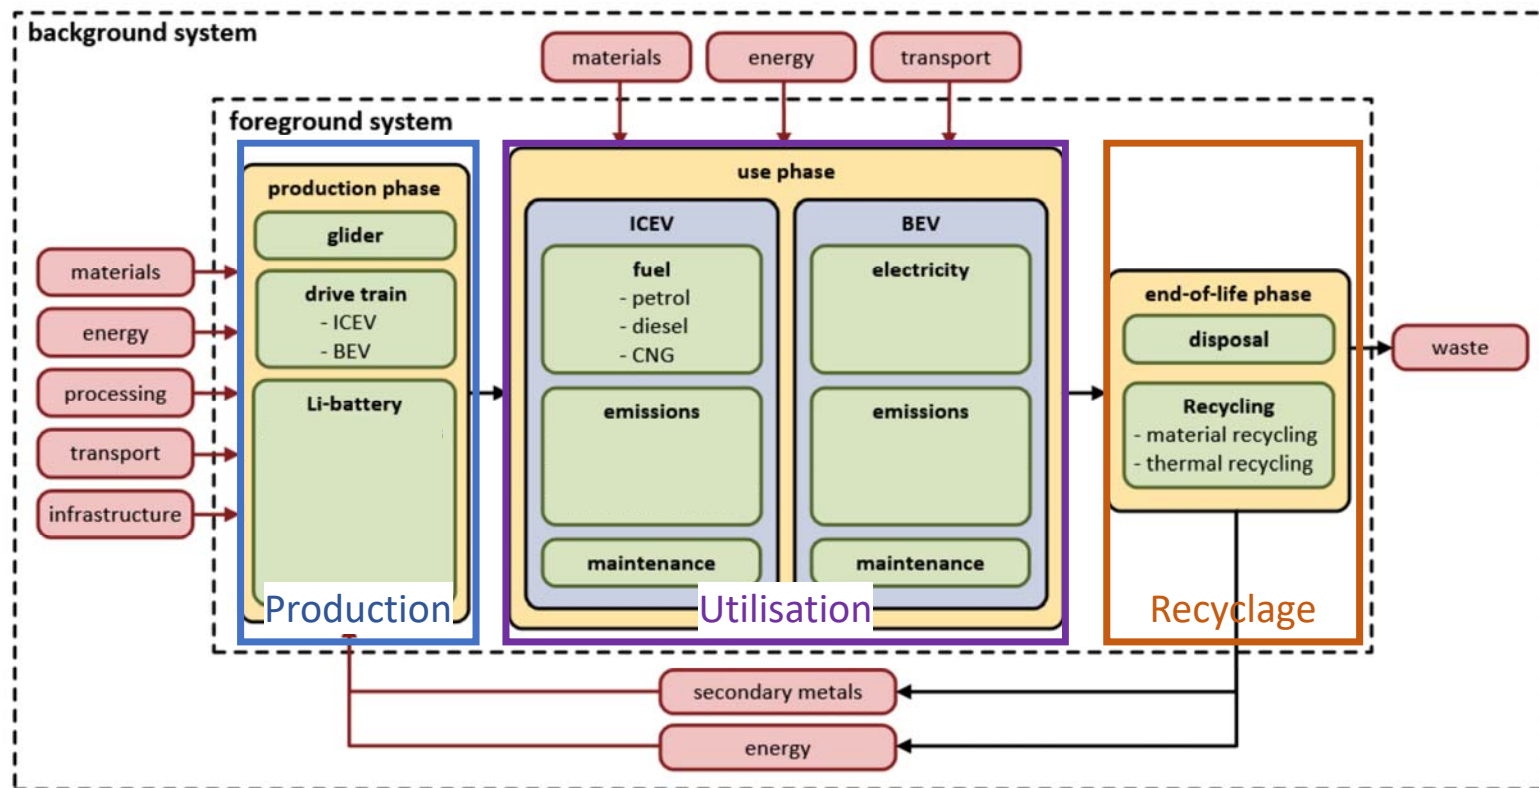 background system
materials
energy
transport
foreground system
production phase
glider
drive train
- ICEV
- BEV
Li-battery
Production
materials
energy
processing
transport
infrastructure
use phase
ICEV
fuel
- petrol
- diesel
- CNG
emissions
maintenance
BEV
electricity
emissions
maintenance
Utilisation
end-of-life phase
disposal
Recycling
- material recycling
- thermal recycling
Recyclage
waste
secondary metals
energy